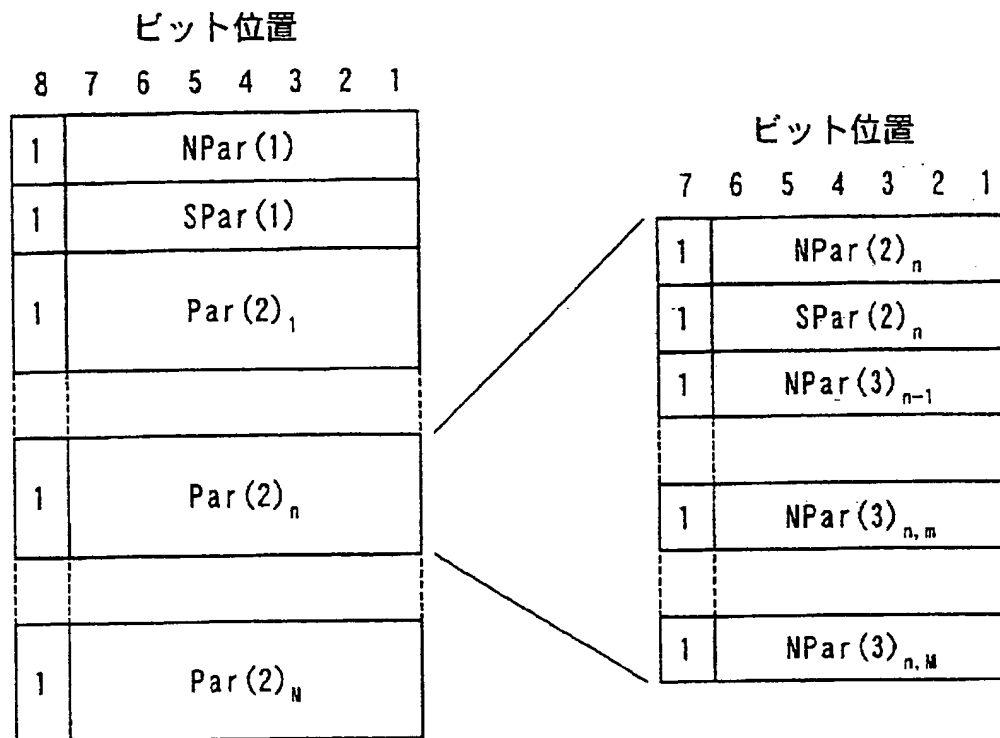 ビット位置
8 7 6 5 4 3 2 1
1 NPar(1)
1 SPar(1)
1 Par(2)₁
1 Par(2)ₙ
1 Par(2)N
ビット位置
7 6 5 4 3 2 1
1 NPar(2)ₙ
1 SPar(2)ₙ
1 NPar(3)n-1
1 NPar(3)n,m
1 NPar(3)n,M